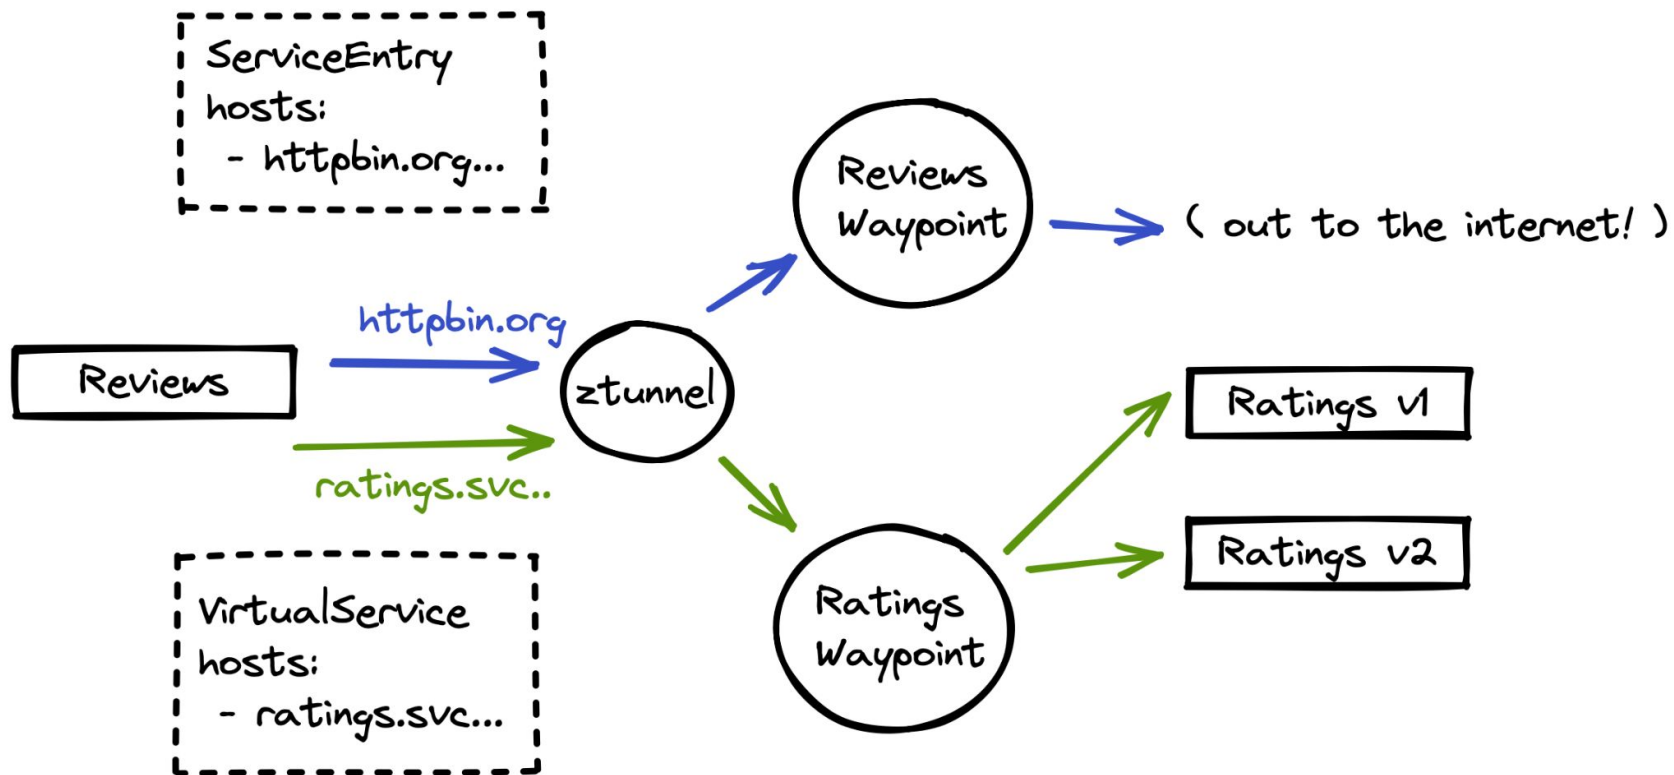 ServiceEntry
hosts:
- httpbin.org...
Reviews
Waypoint
( out to the internet! )
httpbin.org
Reviews
ztunnel
Ratings v1
ratings.svc..
Ratings v2
VirtualService
hosts:
- ratings.svc...
Ratings
Waypoint